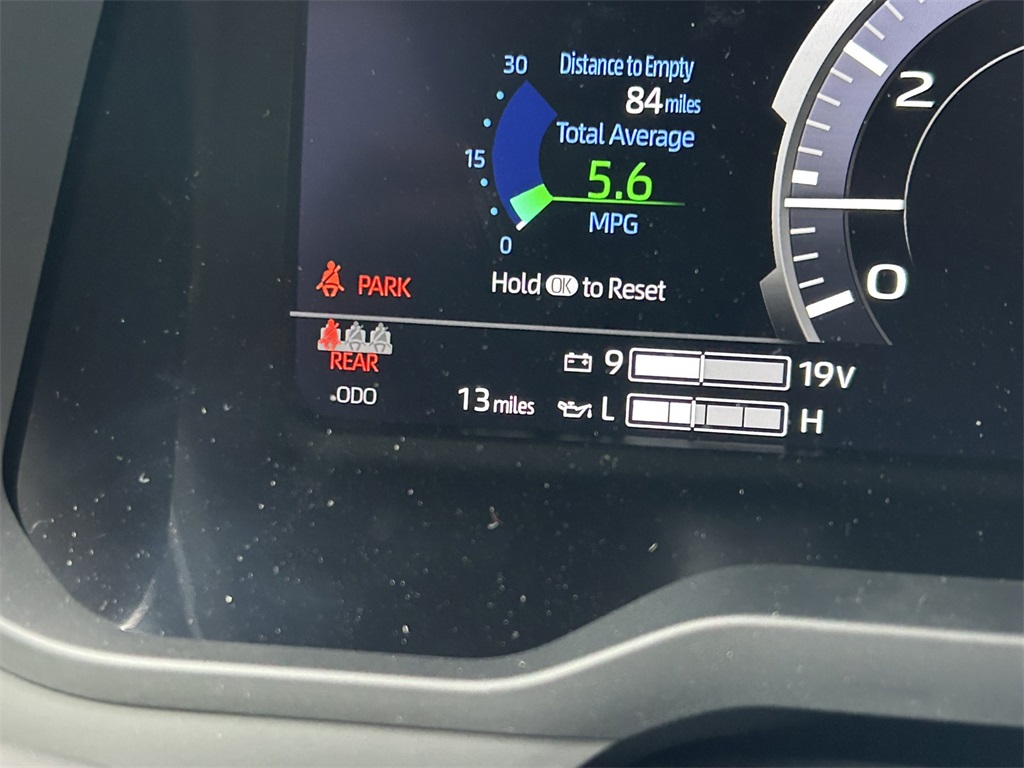 30
Distance to Empty
84 miles
Total Average
15
5.6
MPG
0
Hold OK to Reset
PARK
REAR
ODO
13 miles
9
19V
L
H
2
0